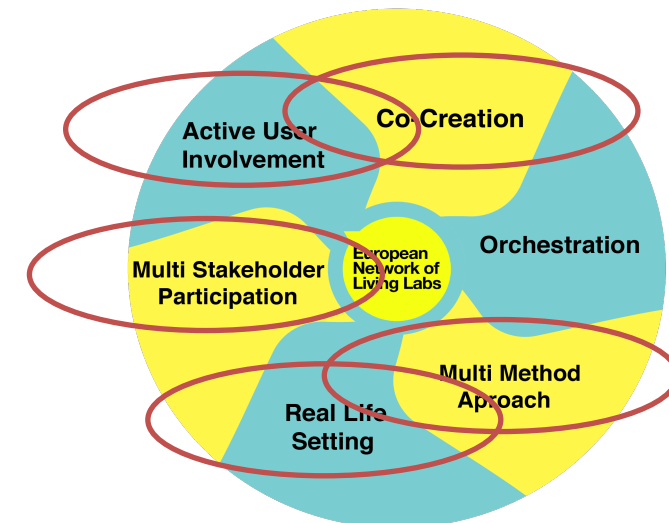 Co-Creation
Active User
Involvement
Orchestration
European
Network of
Living Labs
Multi Stakeholder
Participation
Multi Method
Aproach
Real Life
Setting